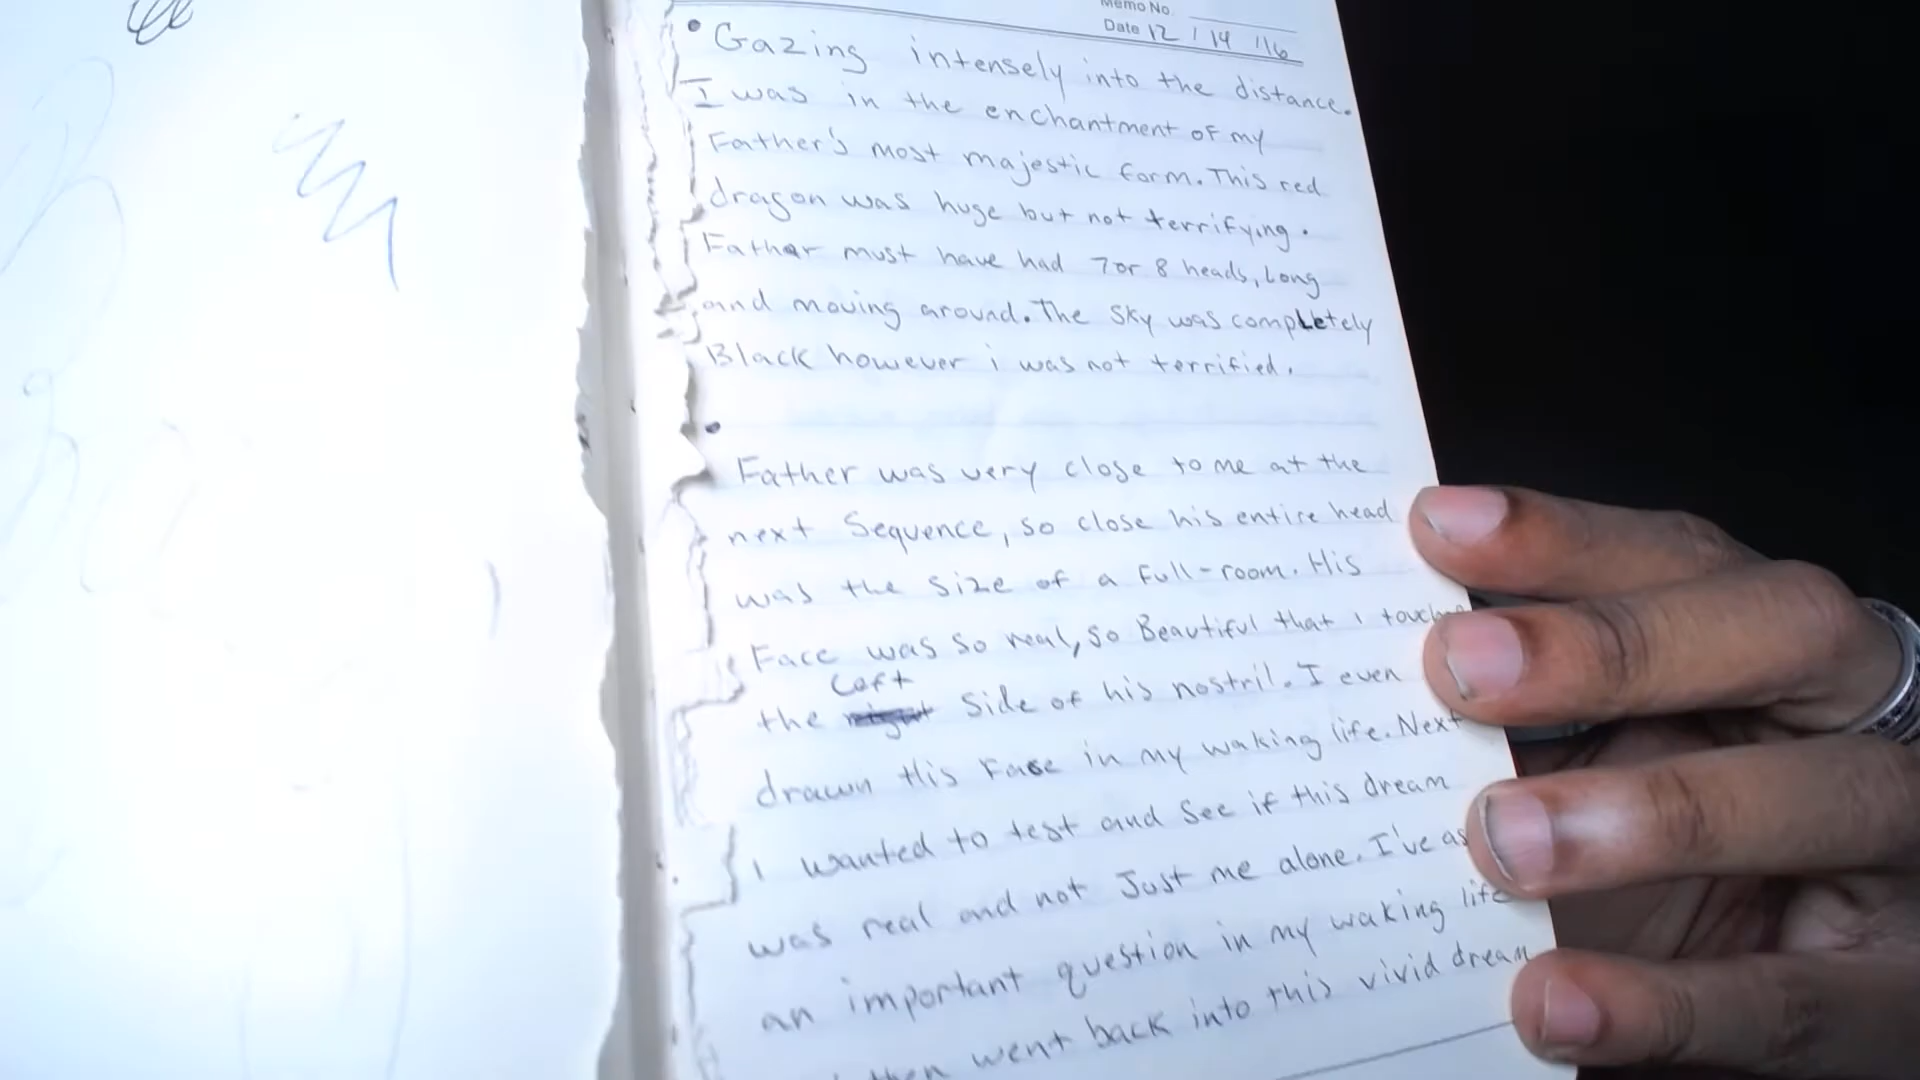 Memo No.
Date 12 / 14 / 16
• Gazing intensely into the distance.
I was in the enchantment of my
Father's most majestic form. This red
dragon was huge but not terrifying.
Father must have had 7 or 8 heads, Long
and moving around. The sky was completely
Black however i was not terrified.
•
Father was very close to me at the
next Sequence, so close his entire head
was the size of a full-room. His
Face was so real, so Beautiful that i
Left
the right side of his nostril. I even
drawn His Face in my waking life. Next
I wanted to test and see if this dream
was real and not Just me alone. I've
an important question in my waking life
then went back into this vivid dream